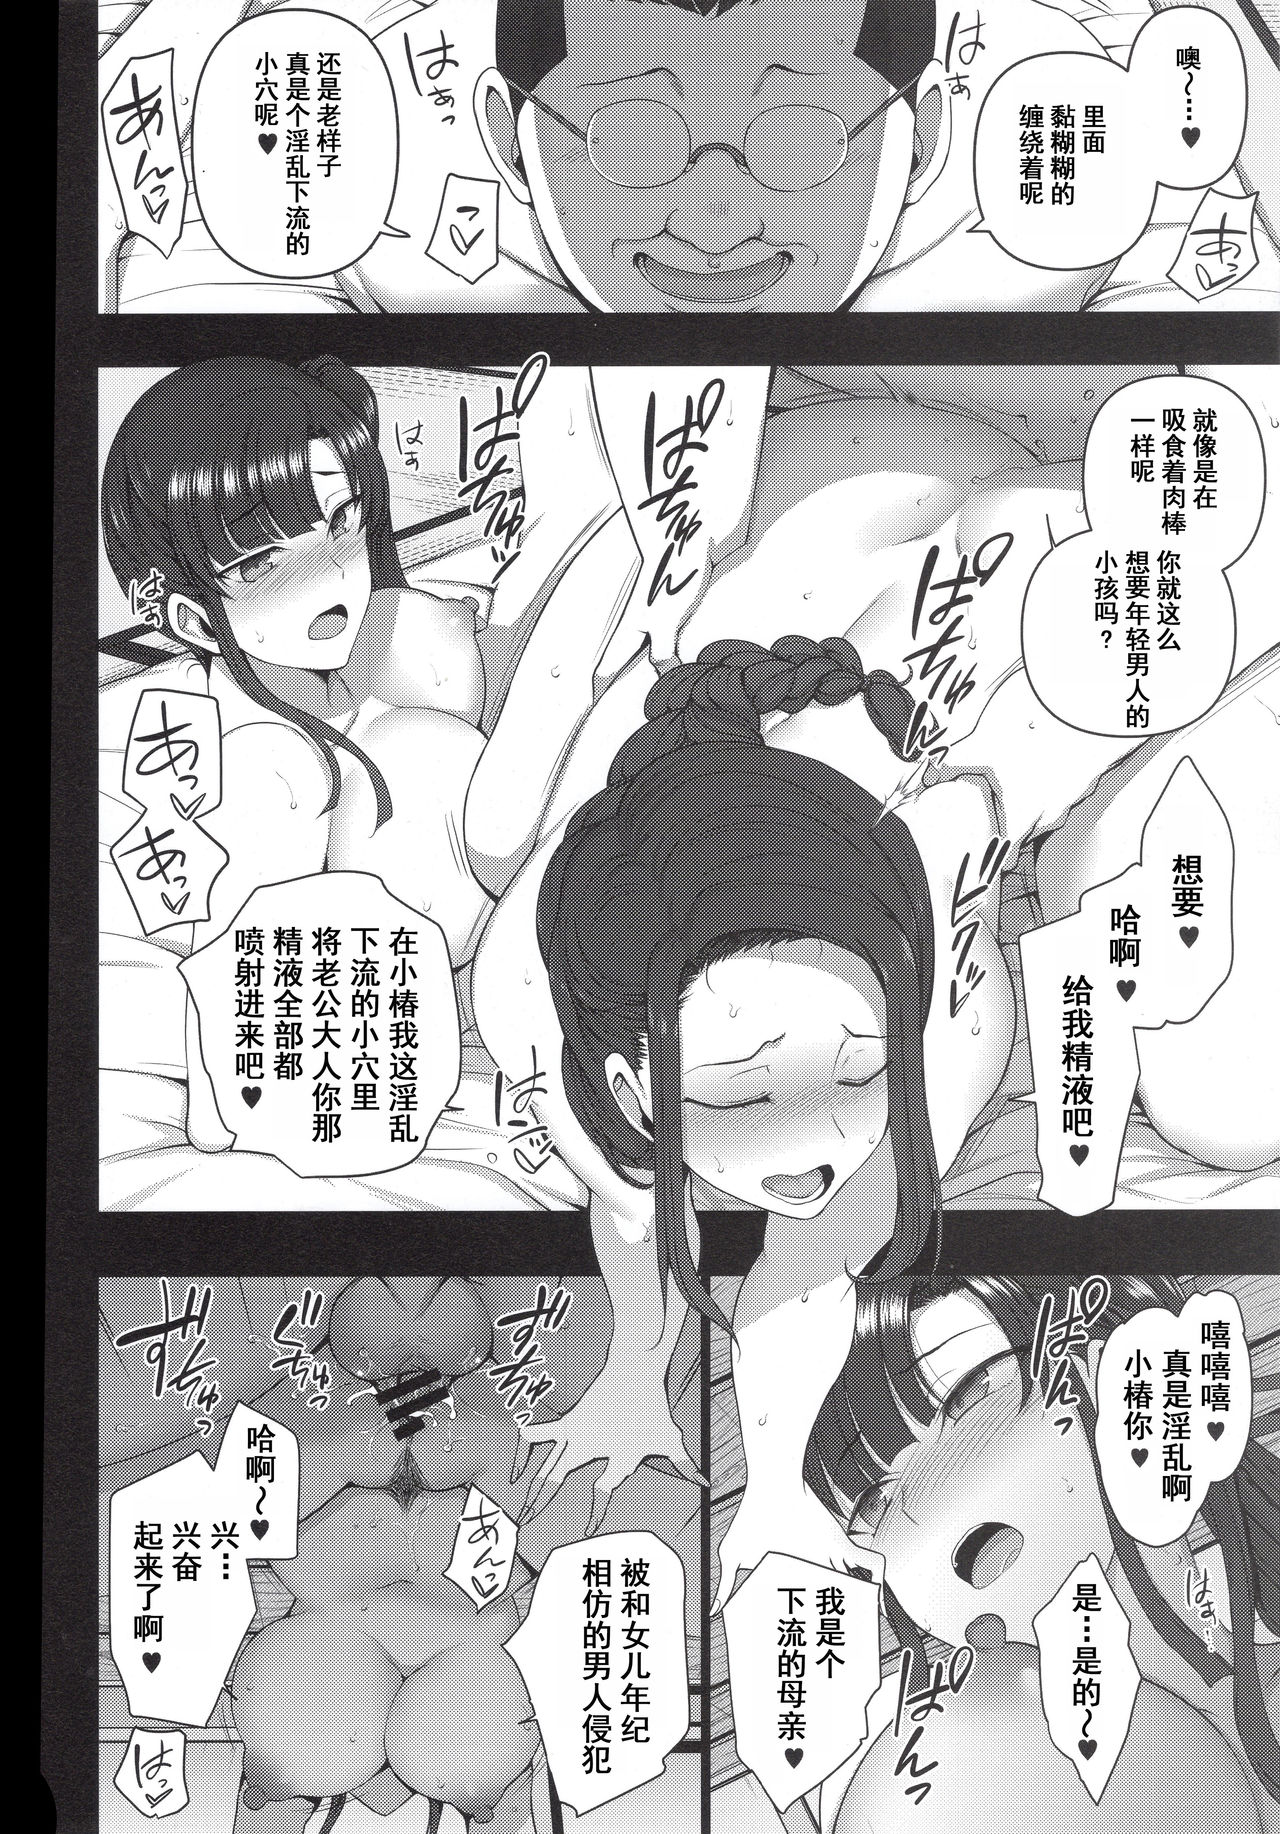 噢～…♥
里面
黏糊糊的
缠绕着呢
あっ♡
はぁっ
はぁっ
っ♡
还是老样子
真是个淫乱下流的
小穴呢♥
あんっ♡
就像是在
吸食着肉棒
一样呢
你就这么
想要年轻男人的
小孩吗?
ぱちゅんっ
ぱちゅん
ぱちゅっ
はぁ
はぁ
あっ♡
あっ♡
ビクンッ
想要♥
哈啊♥
给我精液吧♥
在小椿我这淫乱
下流的小穴里
将老公大人你那
精液全部都
喷射进来吧♥
嘻嘻嘻♥
真是淫乱啊
小椿你♥
ぱんっ
はぁっ…
是…是的～♥
ぱんっ
我是个
下流的母亲♥
被和女儿年纪
相仿的男人侵犯
あんっ♡
ぐちゅっ
ずちゅっ
哈啊～♥
兴…
兴奋
起来了啊♥
はっ♡